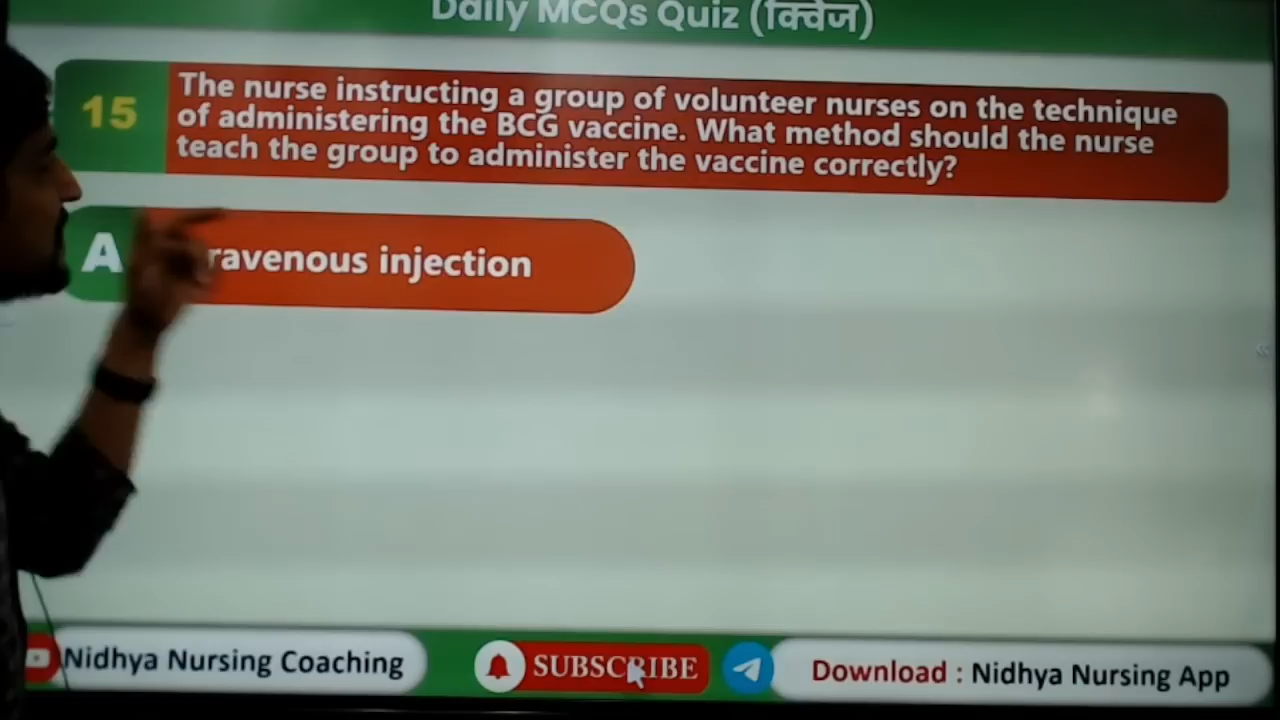 Daily MCQs Quiz (क्विज)
15
The nurse instructing a group of volunteer nurses on the technique
of administering the BCG vaccine. What method should the nurse
teach the group to administer the vaccine correctly?
A
ravenous injection
Nidhya Nursing Coaching
SUBSCRIBE
Download : Nidhya Nursing App